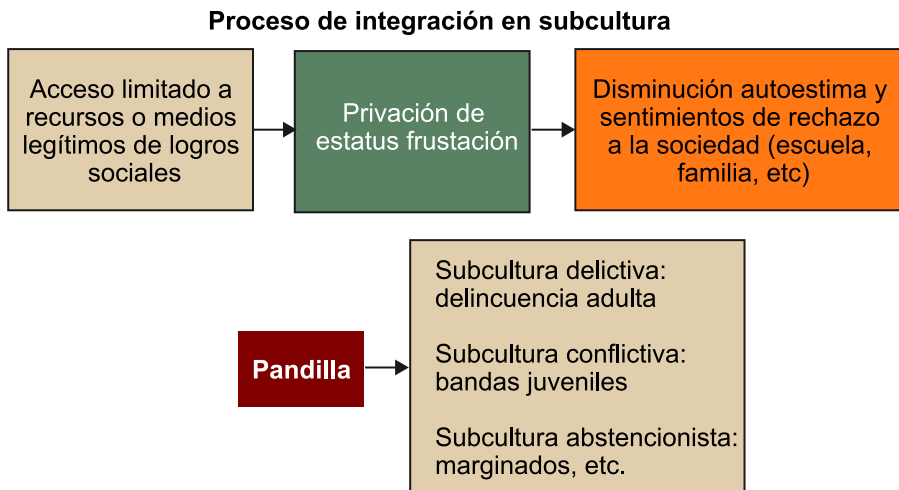 Proceso de integración en subcultura
Acceso limitado a
recursos o medios
legítimos de logros
sociales
Privación de
estatus frustación
Disminución autoestima y
sentimientos de rechazo
a la sociedad (escuela,
familia, etc)
Pandilla
Subcultura delictiva:
delincuencia adulta
Subcultura conflictiva:
bandas juveniles
Subcultura abstencionista:
marginados, etc.